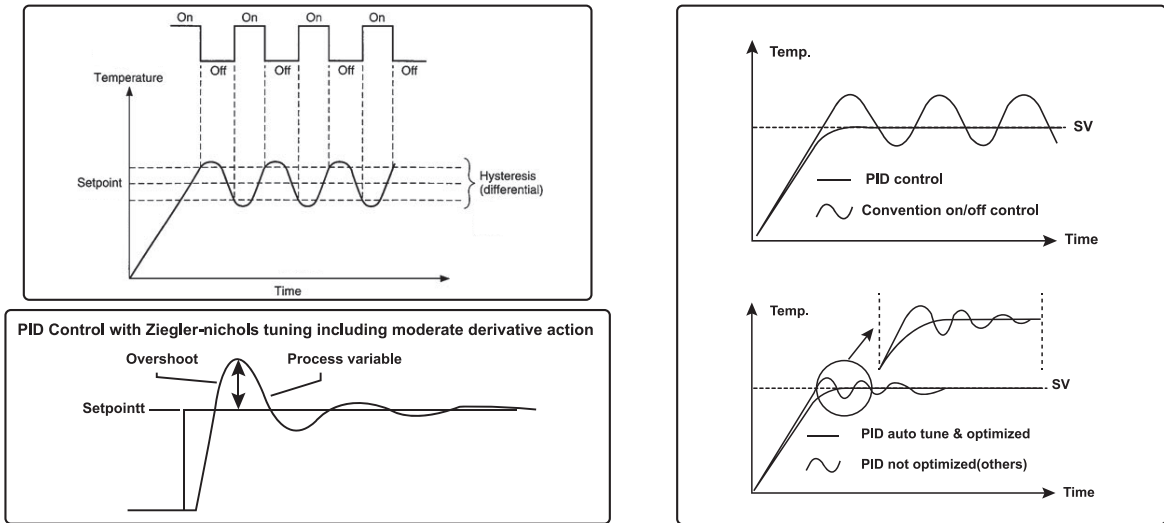 On On On On
Off Off Off Off
Temperature
Setpoint
Hysteresis
(differential)
Time
PID Control with Ziegler-nichols tuning including moderate derivative action
Overshoot Process variable
Setpointt
Temp.
SV
PID control
Convention on/off control
Time
Temp.
SV
PID auto tune & optimized
PID not optimized(others)
Time